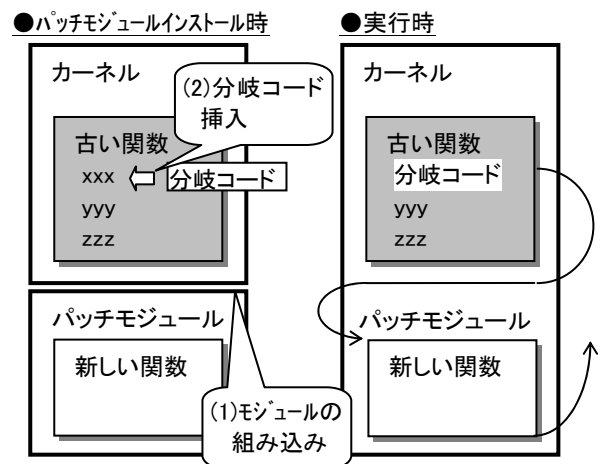 ●ﾊﾟｯﾁﾓｼﾞｭｰﾙｲﾝｽﾄｰﾙ時
カーネル
(2)分岐コード
挿入
古い関数
xxx
分岐コード
yyy
zzz
パッチモジュール
新しい関数
(1)ﾓｼﾞｭｰﾙの
組み込み
●実行時
カーネル
古い関数
分岐コード
yyy
zzz
パッチモジュール
新しい関数